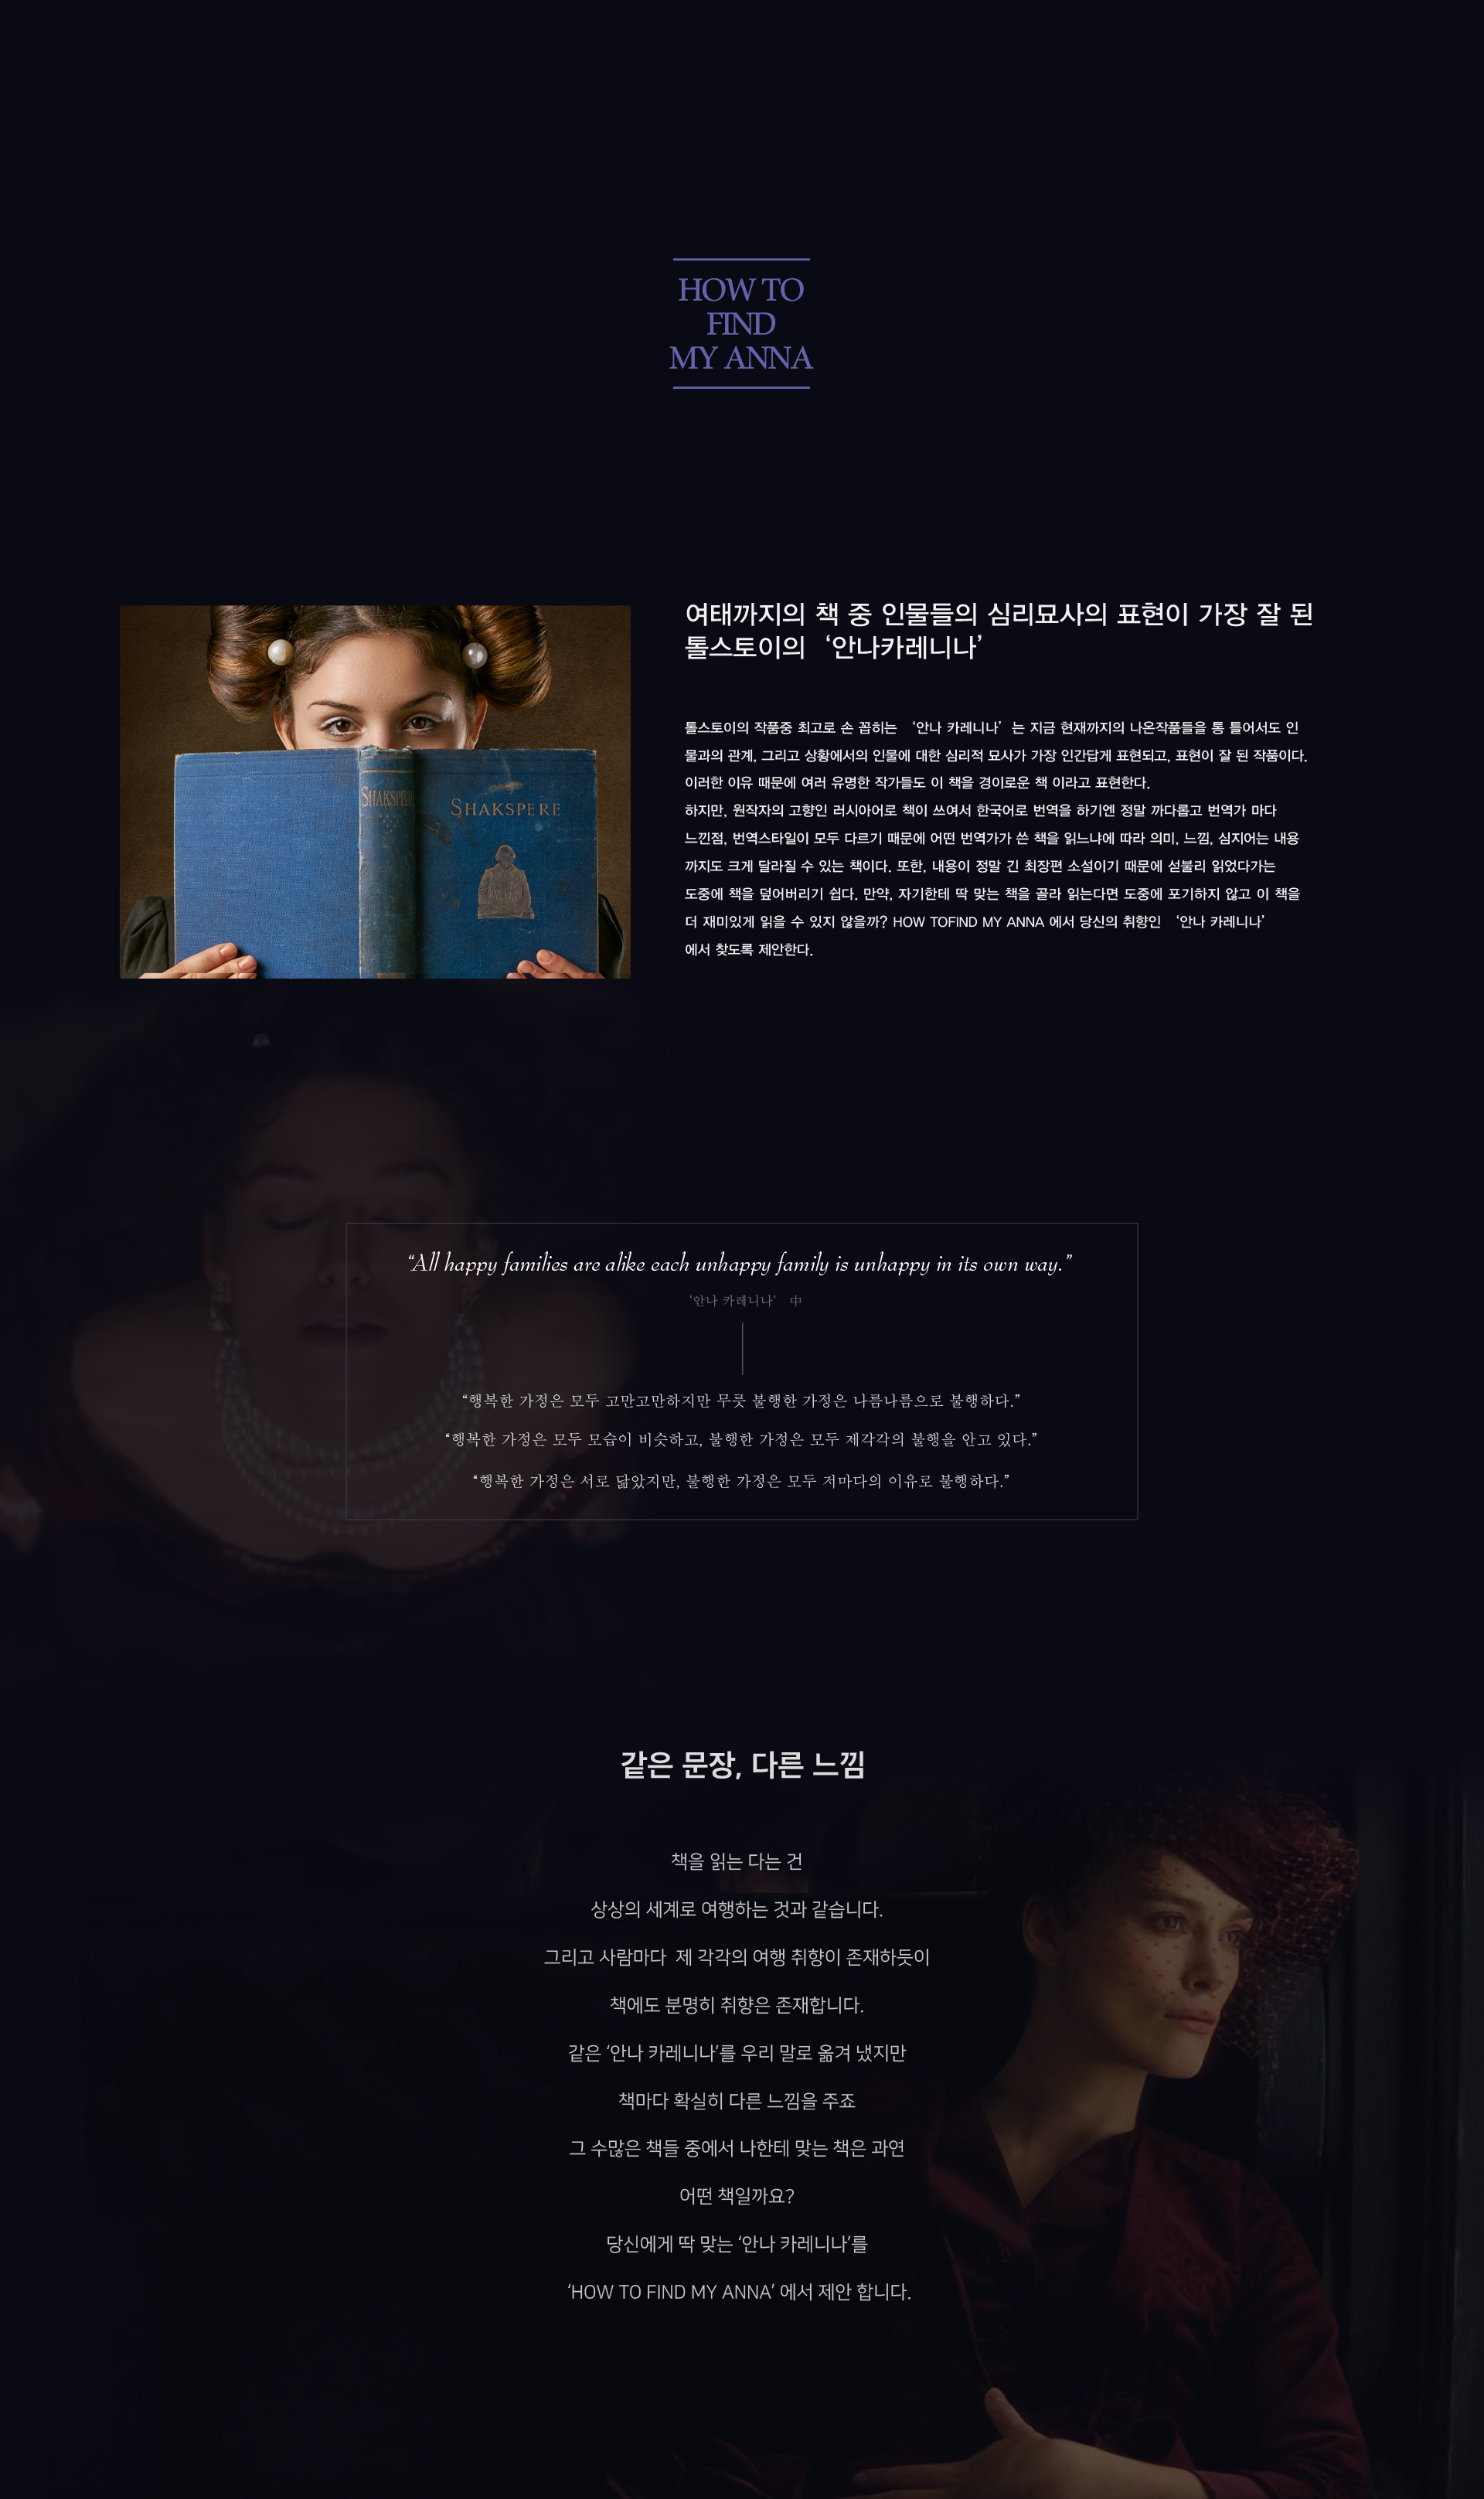 HOW TO
FIND
MY ANNA
여태까지의 책 중 인물들의 심리묘사의 표현이 가장 잘 된
톨스토이의 ‘안나카레니나’
SHAKSPERE
SHAKSPERE
톨스토이의 작품중 최고로 손 꼽히는 ‘안나 카레니나’ 는 지금 현재까지의 나온작품들을 통 틀어서도 인
물과의 관계, 그리고 상황에서의 인물에 대한 심리적 묘사가 가장 인간답게 표현되고, 표현이 잘 된 작품이다.
이러한 이유 때문에 여러 유명한 작가들도 이 책을 경이로운 책 이라고 표현한다.
하지만, 원작자의 고향인 러시아어로 책이 쓰여서 한국어로 번역을 하기엔 정말 까다롭고 번역가 마다
느낀점, 번역스타일이 모두 다르기 때문에 어떤 번역가가 쓴 책을 읽느냐에 따라 의미, 느낌, 심지어는 내용
까지도 크게 달라질 수 있는 책이다. 또한, 내용이 정말 긴 최장편 소설이기 때문에 섣불리 읽었다가는
도중에 책을 덮어버리기 쉽다. 만약, 자기한테 딱 맞는 책을 골라 읽는다면 도중에 포기하지 않고 이 책을
더 재미있게 읽을 수 있지 않을까? HOW TOFIND MY ANNA 에서 당신의 취향인 ‘안나 카레니나’
에서 찾도록 제안한다.
“All happy families are alike each unhappy family is unhappy in its own way.”
‘안나 카레니나’ 中
“행복한 가정은 모두 고만고만하지만 무릇 불행한 가정은 나름나름으로 불행하다.”
“행복한 가정은 모두 모습이 비슷하고, 불행한 가정은 모두 제각각의 불행을 안고 있다.”
“행복한 가정은 서로 닮았지만, 불행한 가정은 모두 저마다의 이유로 불행하다.”
같은 문장, 다른 느낌
책을 읽는 다는 건
상상의 세계로 여행하는 것과 같습니다.
그리고 사람마다 제 각각의 여행 취향이 존재하듯이
책에도 분명히 취향은 존재합니다.
같은 ‘안나 카레니나’를 우리 말로 옮겨 냈지만
책마다 확실히 다른 느낌을 주죠
그 수많은 책들 중에서 나한테 맞는 책은 과연
어떤 책일까요?
당신에게 딱 맞는 ‘안나 카레니나’를
‘HOW TO FIND MY ANNA’ 에서 제안 합니다.